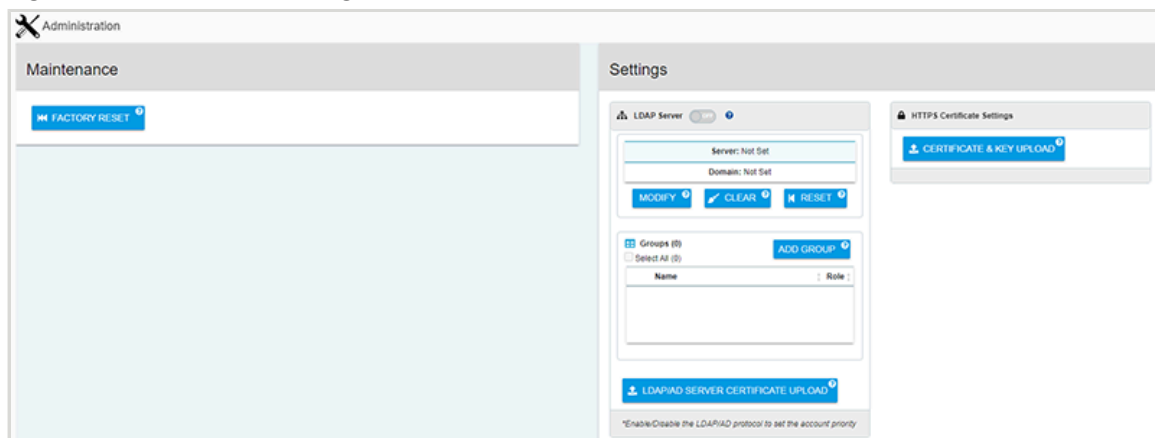 Administration
Maintenance
FACTORY RESET
Settings
LDAP Server
Server: Not Set
Domain: Not Set
MODIFY
CLEAR
RESET
Groups (0)
Select All (0)
ADD GROUP
Name
Role
LDAP/AD SERVER CERTIFICATE UPLOAD
*Enable/Disable the LDAP/AD protocol to set the account priority
HTTPS Certificate Settings
CERTIFICATE & KEY UPLOAD